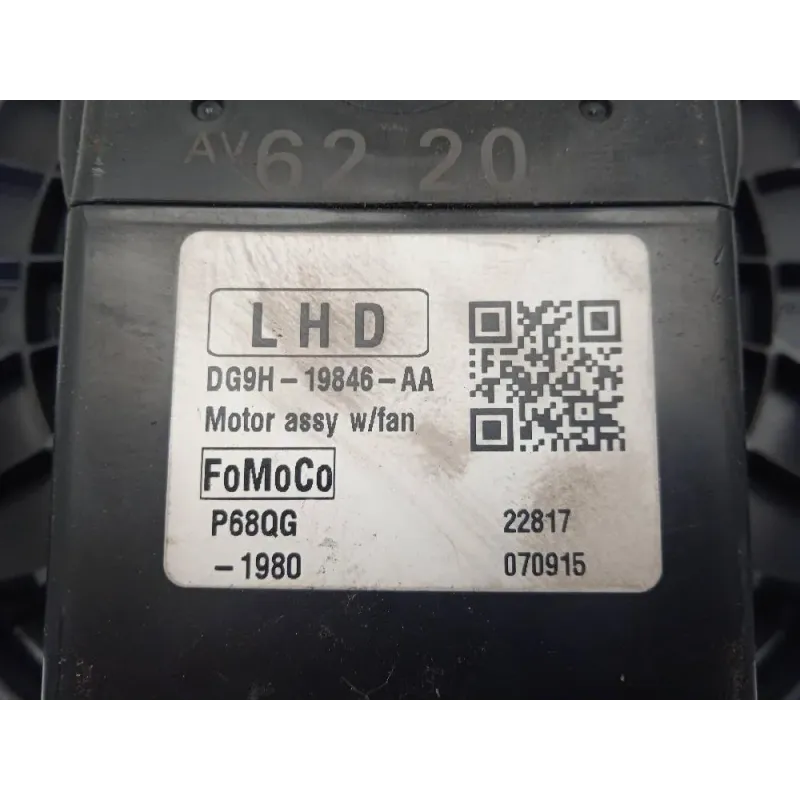 AV 62 20
LHD
DG9H-19846-AA
Motor assy w/fan
FoMoCo
P68QG 22817
-1980 070915